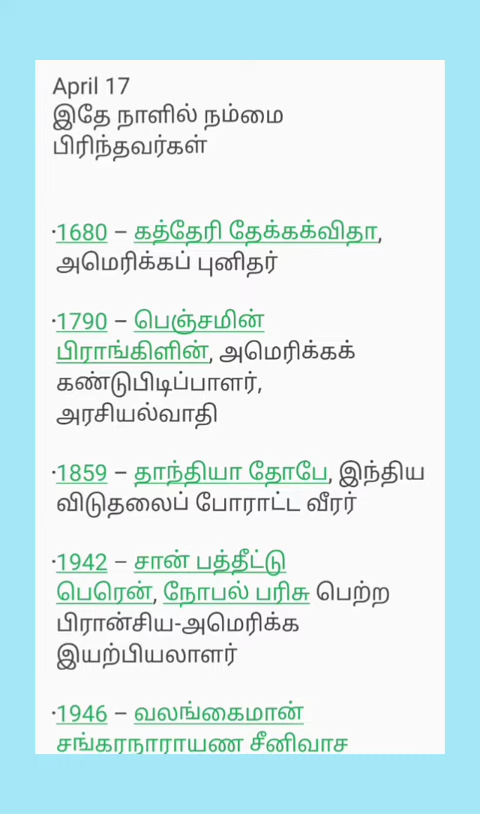 April 17
இதே நாளில் நம்மை
பிரிந்தவர்கள்
·1680 – கத்தேரி தேக்கக்விதா,
அமெரிக்கப் புனிதர்
·1790 – பெஞ்சமின்
பிராங்கிளின், அமெரிக்கக்
கண்டுபிடிப்பாளர்,
அரசியல்வாதி
·1859 – தாந்தியா தோபே, இந்திய
விடுதலைப் போராட்ட வீரர்
·1942 – சான் பத்தீட்டு
பெரென், நோபல் பரிசு பெற்ற
பிரான்சிய-அமெரிக்க
இயற்பியலாளர்
·1946 – வலங்கைமான்
சங்கரநாராயண சீனிவாச